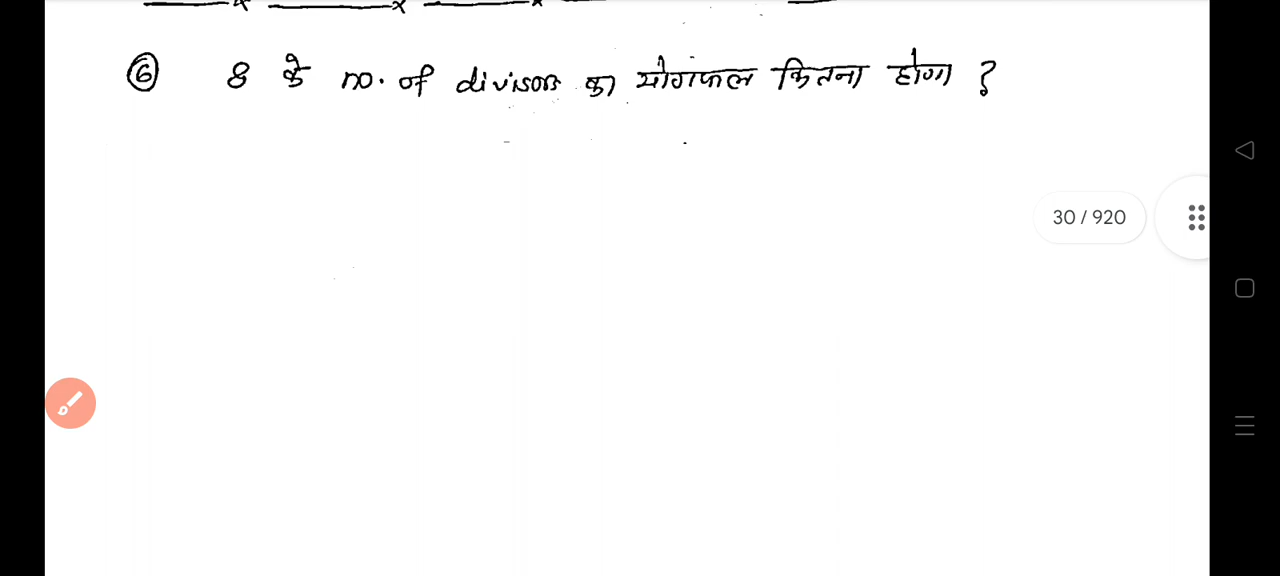 ⑥ 8 के no. of divisors का योगफल कितना होगा ?
30 / 920